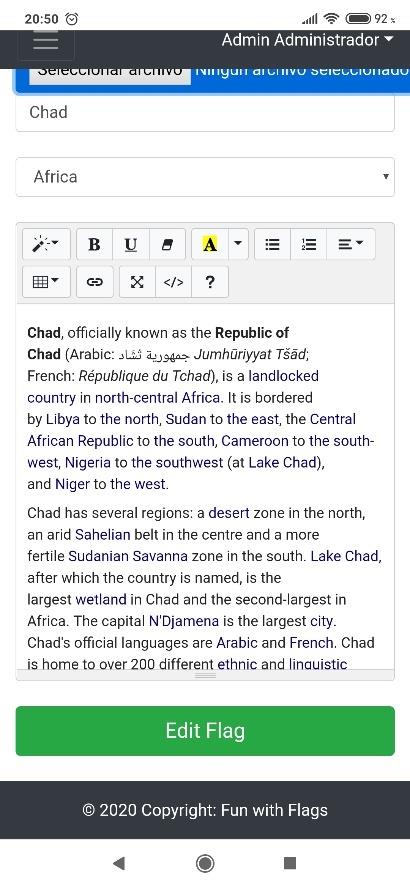 20:50
92%
Admin Administrador
Seleccionar archivo Ningún archivo seleccionado
Chad
Africa
B U A
</> ?
Chad, officially known as the Republic of
Chad (Arabic: جمهورية تشاد Jumhūriyyat Tšād;
French: République du Tchad), is a landlocked
country in north-central Africa. It is bordered
by Libya to the north, Sudan to the east, the Central
African Republic to the south, Cameroon to the south-
west, Nigeria to the southwest (at Lake Chad),
and Niger to the west.
Chad has several regions: a desert zone in the north,
an arid Sahelian belt in the centre and a more
fertile Sudanian Savanna zone in the south. Lake Chad,
after which the country is named, is the
largest wetland in Chad and the second-largest in
Africa. The capital N'Djamena is the largest city.
Chad's official languages are Arabic and French. Chad
is home to over 200 different ethnic and linguistic
Edit Flag
© 2020 Copyright: Fun with Flags